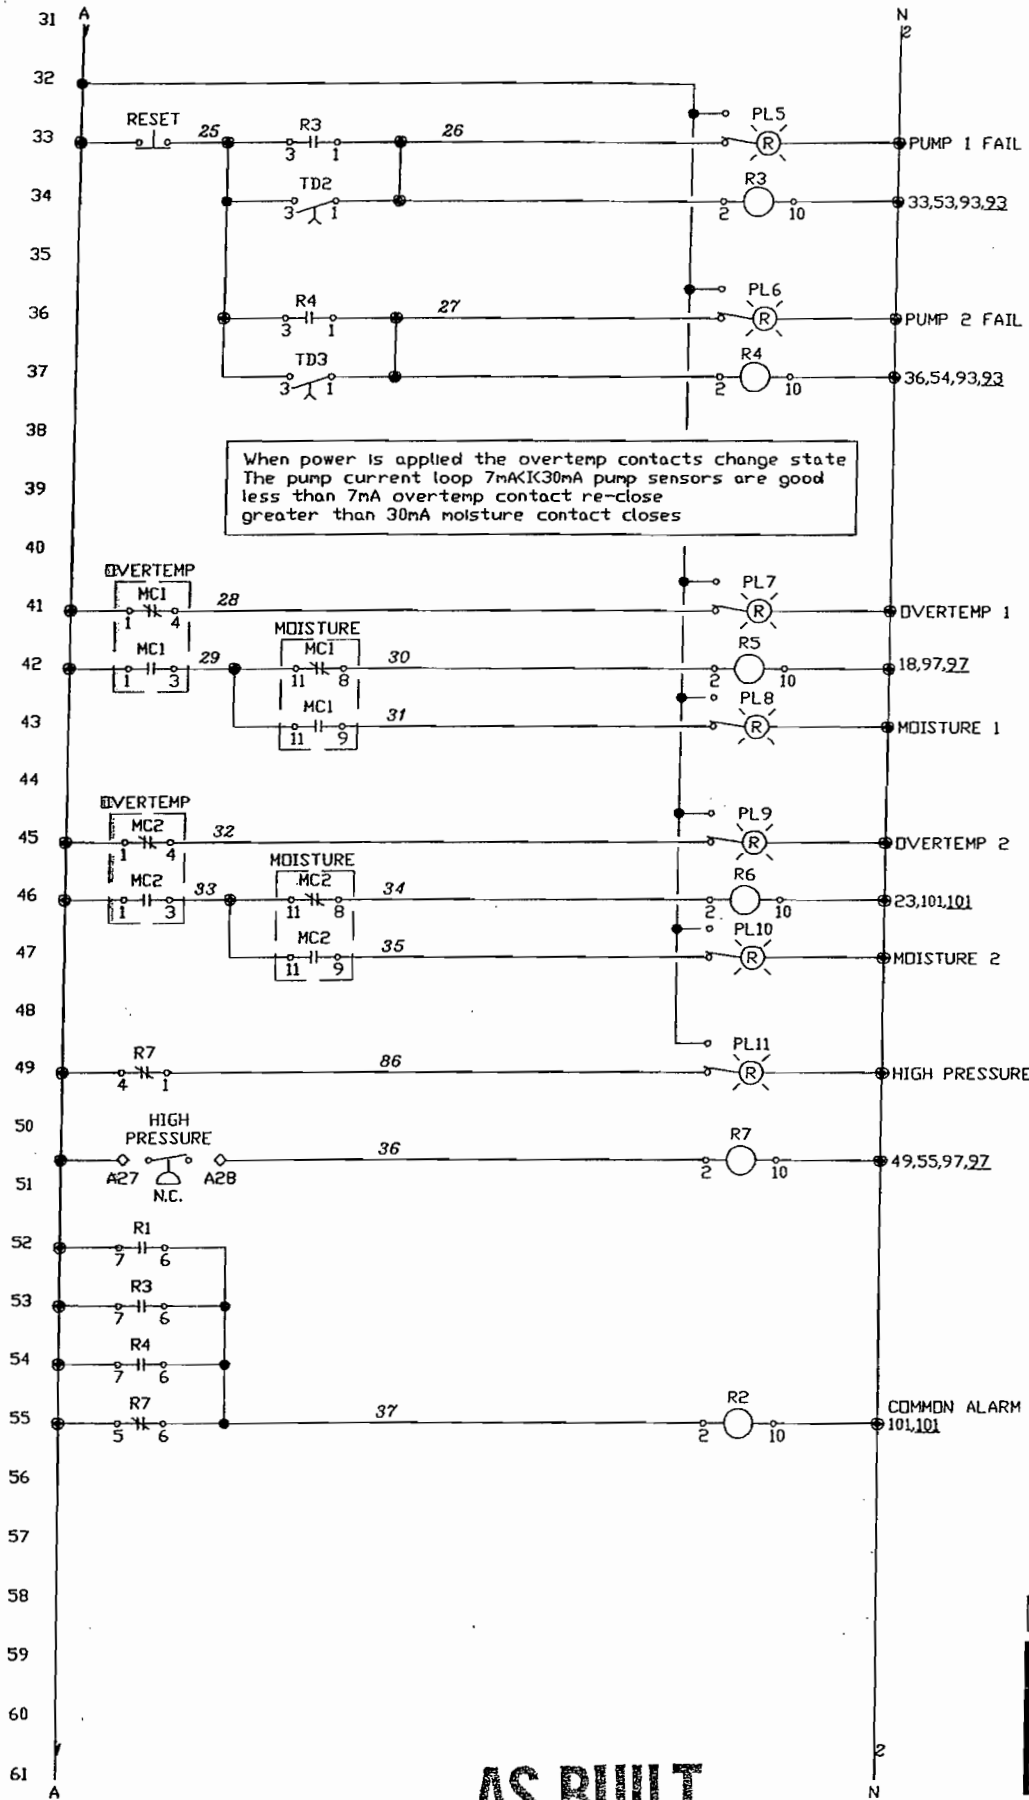 A N
31 1 2
32
RESET 25 R3 26 PL5
33 3 1 R PUMP 1 FAIL
TD2 R3
34 3 1 2 10 33,53,93,93
35
R4 27 PL6
36 3 1 R PUMP 2 FAIL
TD3 R4
37 3 1 2 10 36,54,93,93
38
When power is applied the overtemp contacts change state
The pump current loop 7mA<I<30mA pump sensors are good
39
less than 7mA overtemp contact re-close
greater than 30mA moisture contact closes
40
OVERTEMP
MC1 28 PL7
41 1 4 R OVERTEMP 1
MOISTURE
MC1 29 MC1 30 R5
42 1 3 11 8 2 10 18,97,97
MC1 31 PL8
43 11 9 R MOISTURE 1
44
OVERTEMP
MC2 32 PL9
45 1 4 R OVERTEMP 2
MOISTURE
MC2 33 MC2 34 R6
46 1 3 11 8 2 10 23,101,101
MC2 35 PL10
47 11 9 R MOISTURE 2
48
R7 86 PL11
49 4 1 R HIGH PRESSURE
50
HIGH
PRESSURE 36 R7
A27 A28 2 10 49,55,97,97
51 N.C.
R1
52 7 6
R3
53 7 6
R4
54 7 6
R7 37 R2 COMMON ALARM
55 5 6 2 10 101,101
56
57
58
59
60
1 2
61
A N
AS BUILT